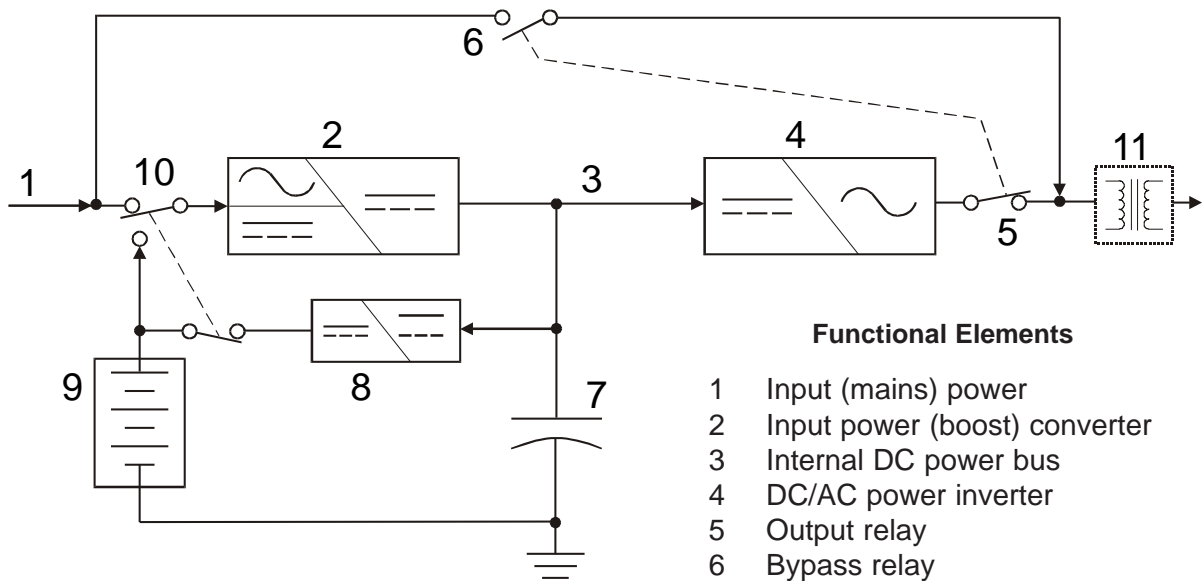 6
2
4
11
1
10
3
5
8
9
7
Functional Elements
1 Input (mains) power
2 Input power (boost) converter
3 Internal DC power bus
4 DC/AC power inverter
5 Output relay
6 Bypass relay